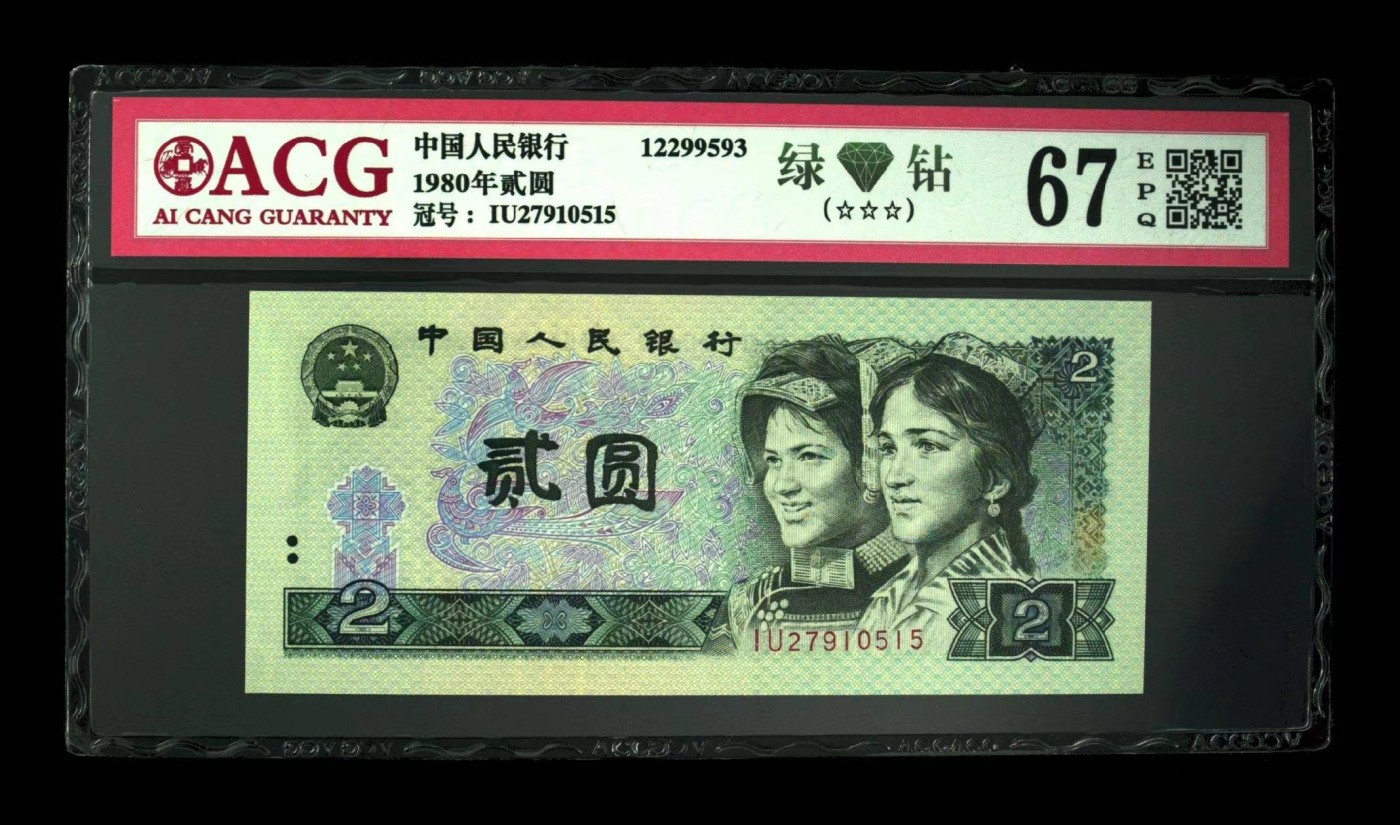 ACG
AI CANG GUARANTY
中国人民银行 12299593
1980年贰圆
冠号： IU27910515
绿 钻
(☆☆☆)
67
EPQ
中国人民银行
2
贰圆
2
2
IU27910515